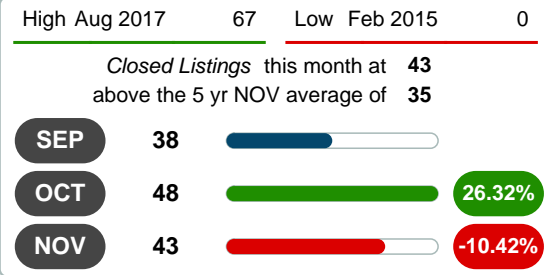 High Aug 2017 67 Low Feb 2015 0
Closed Listings this month at 43
above the 5 yr NOV average of 35
SEP 38
OCT 48 26.32%
NOV 43 -10.42%